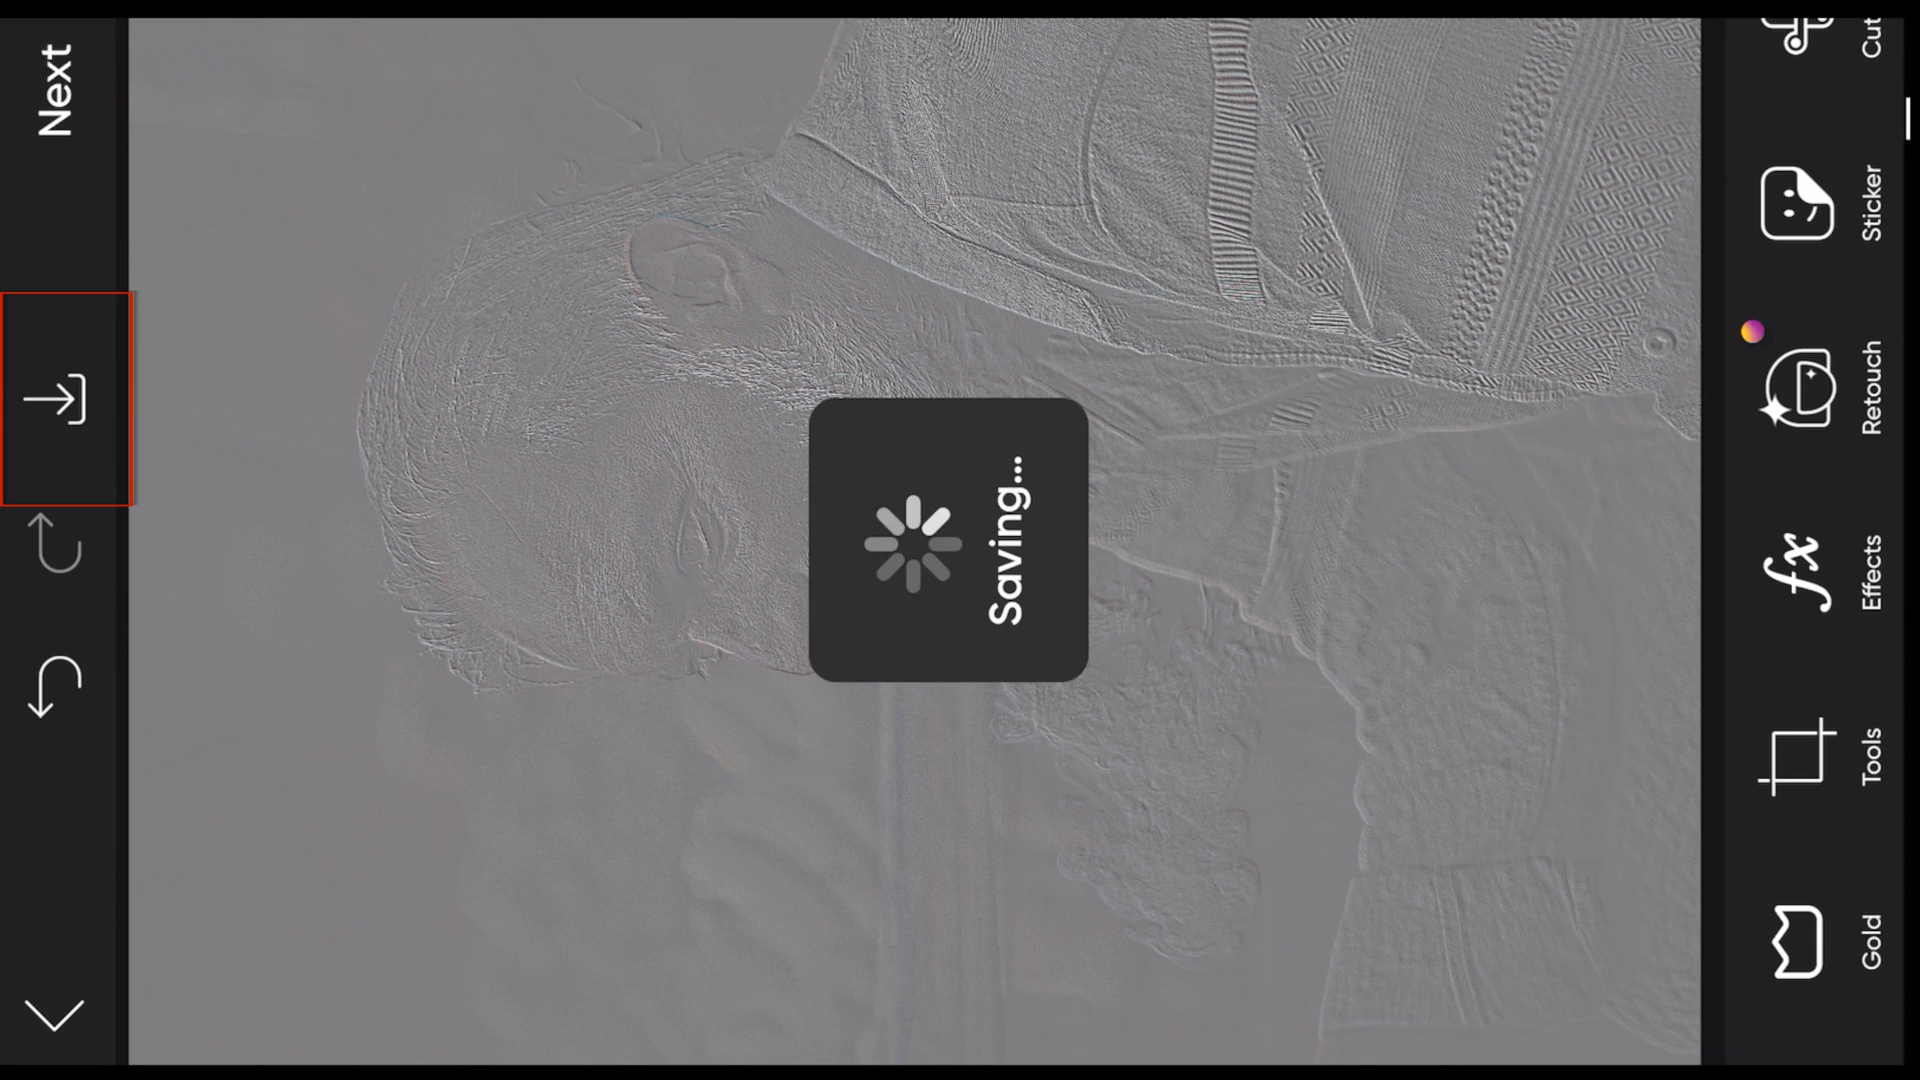 Next
Saving...
Gold
Tools
Effects
Retouch
Sticker
Cut